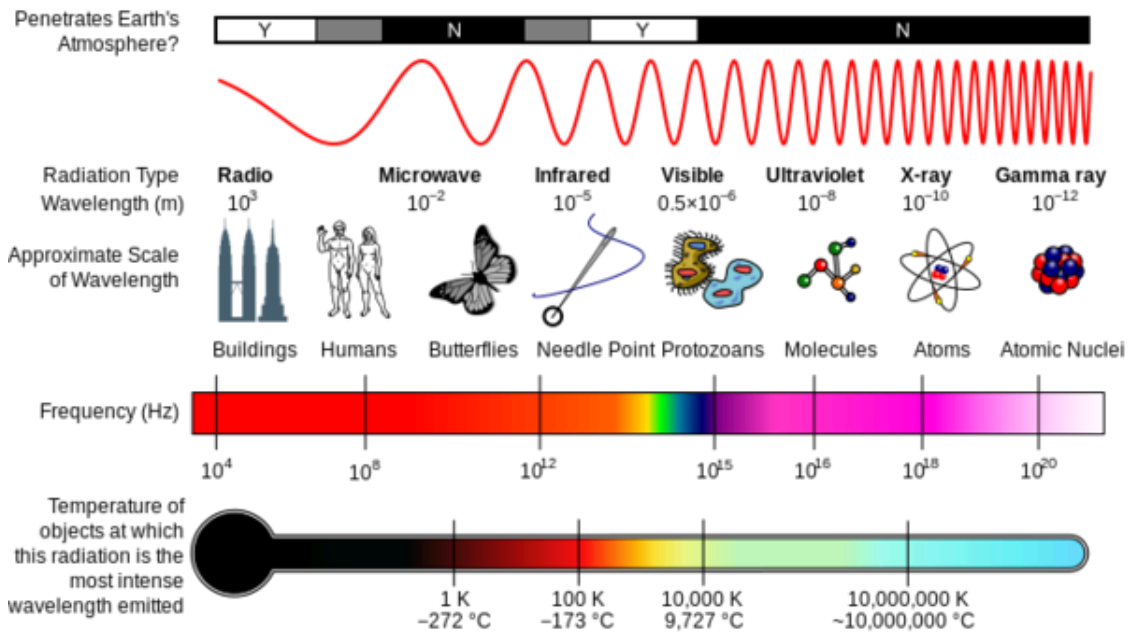 Penetrates Earth's
Atmosphere?
Y N Y N
Radiation Type
Radio Microwave Infrared Visible Ultraviolet X-ray Gamma ray
Wavelength (m)
10³ 10⁻² 10⁻⁵ 0.5×10⁻⁶ 10⁻⁸ 10⁻¹⁰ 10⁻¹²
Approximate Scale
of Wavelength
Buildings Humans Butterflies Needle Point Protozoans Molecules Atoms Atomic Nuclei
Frequency (Hz)
10⁴ 10⁸ 10¹² 10¹⁵ 10¹⁶ 10¹⁸ 10²⁰
Temperature of
objects at which
this radiation is the
most intense
wavelength emitted
1 K 100 K 10,000 K 10,000,000 K
−272 °C −173 °C 9,727 °C ~10,000,000 °C